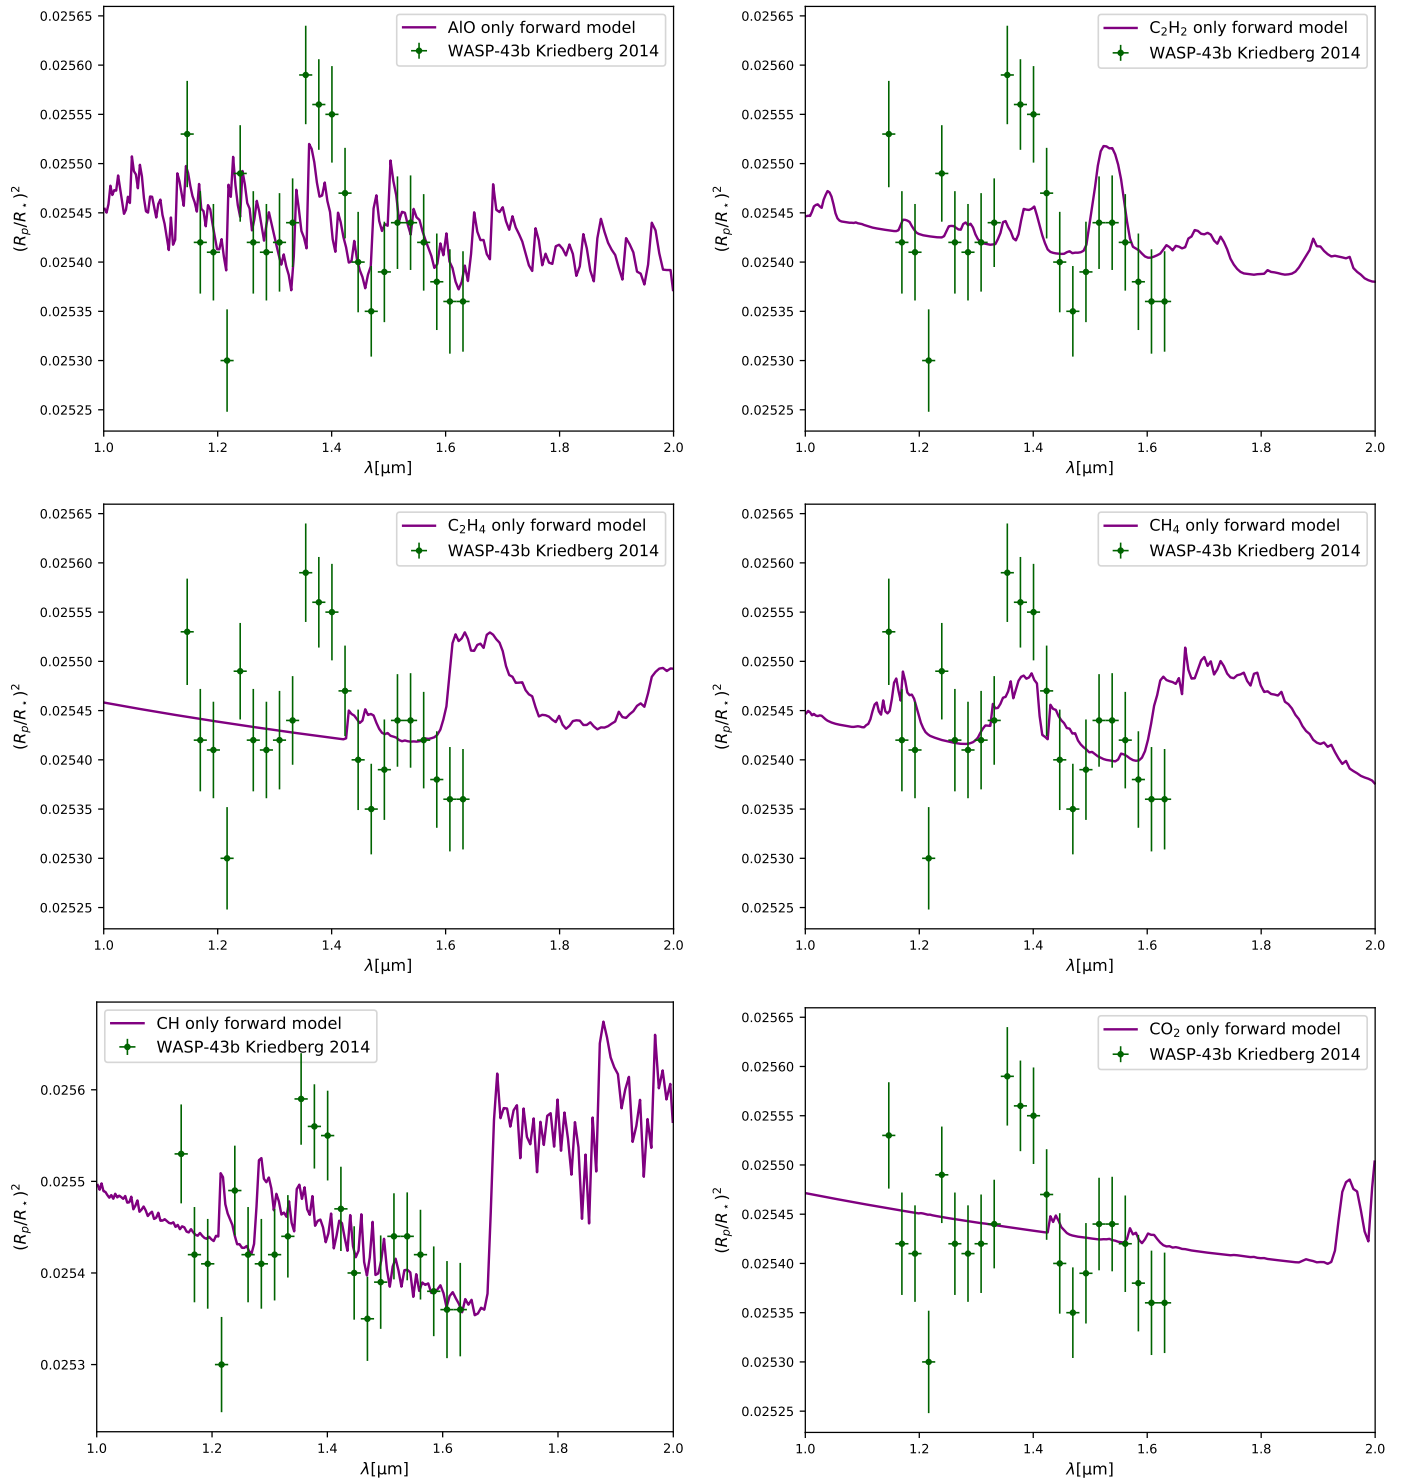 AlO only forward model
WASP-43b Kriedberg 2014
0.02565
0.02560
0.02555
0.02550
0.02545
0.02540
0.02535
0.02530
0.02525
(Rₚ/R⋆)²
1.0 1.2 1.4 1.6 1.8 2.0
λ[µm]
C₂H₂ only forward model
WASP-43b Kriedberg 2014
0.02565
0.02560
0.02555
0.02550
0.02545
0.02540
0.02535
0.02530
0.02525
(Rₚ/R⋆)²
1.0 1.2 1.4 1.6 1.8 2.0
λ[µm]
C₂H₄ only forward model
WASP-43b Kriedberg 2014
0.02565
0.02560
0.02555
0.02550
0.02545
0.02540
0.02535
0.02530
0.02525
(Rₚ/R⋆)²
1.0 1.2 1.4 1.6 1.8 2.0
λ[µm]
CH₄ only forward model
WASP-43b Kriedberg 2014
0.02565
0.02560
0.02555
0.02550
0.02545
0.02540
0.02535
0.02530
0.02525
(Rₚ/R⋆)²
1.0 1.2 1.4 1.6 1.8 2.0
λ[µm]
CH only forward model
WASP-43b Kriedberg 2014
0.0256
0.0255
0.0254
0.0253
(Rₚ/R⋆)²
1.0 1.2 1.4 1.6 1.8 2.0
λ[µm]
CO₂ only forward model
WASP-43b Kriedberg 2014
0.02565
0.02560
0.02555
0.02550
0.02545
0.02540
0.02535
0.02530
0.02525
(Rₚ/R⋆)²
1.0 1.2 1.4 1.6 1.8 2.0
λ[µm]